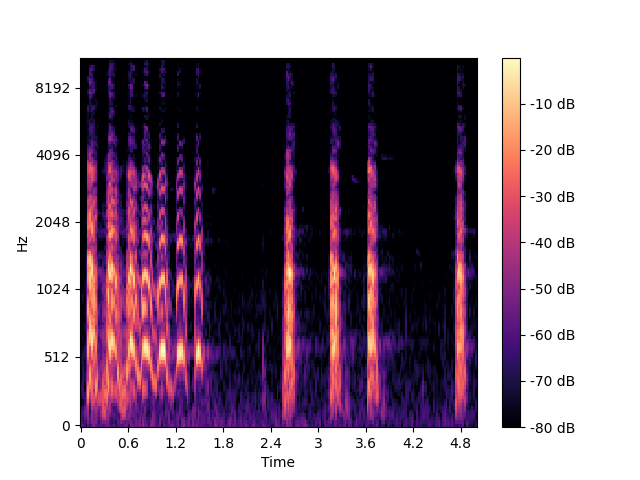 8192
4096
2048
1024
512
0
Hz
0 0.6 1.2 1.8 2.4 3 3.6 4.2 4.8
Time
-10 dB
-20 dB
-30 dB
-40 dB
-50 dB
-60 dB
-70 dB
-80 dB